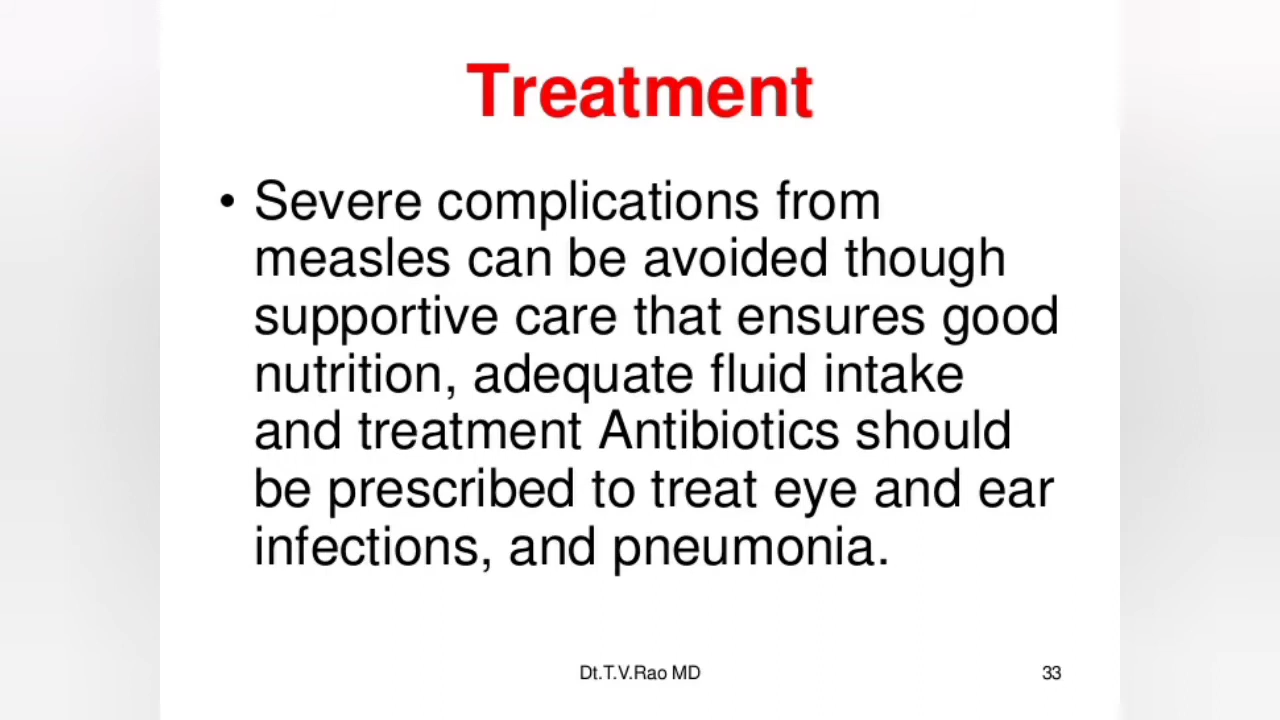 Treatment
• Severe complications from
measles can be avoided though
supportive care that ensures good
nutrition, adequate fluid intake
and treatment Antibiotics should
be prescribed to treat eye and ear
infections, and pneumonia.
Dt.T.V.Rao MD
33